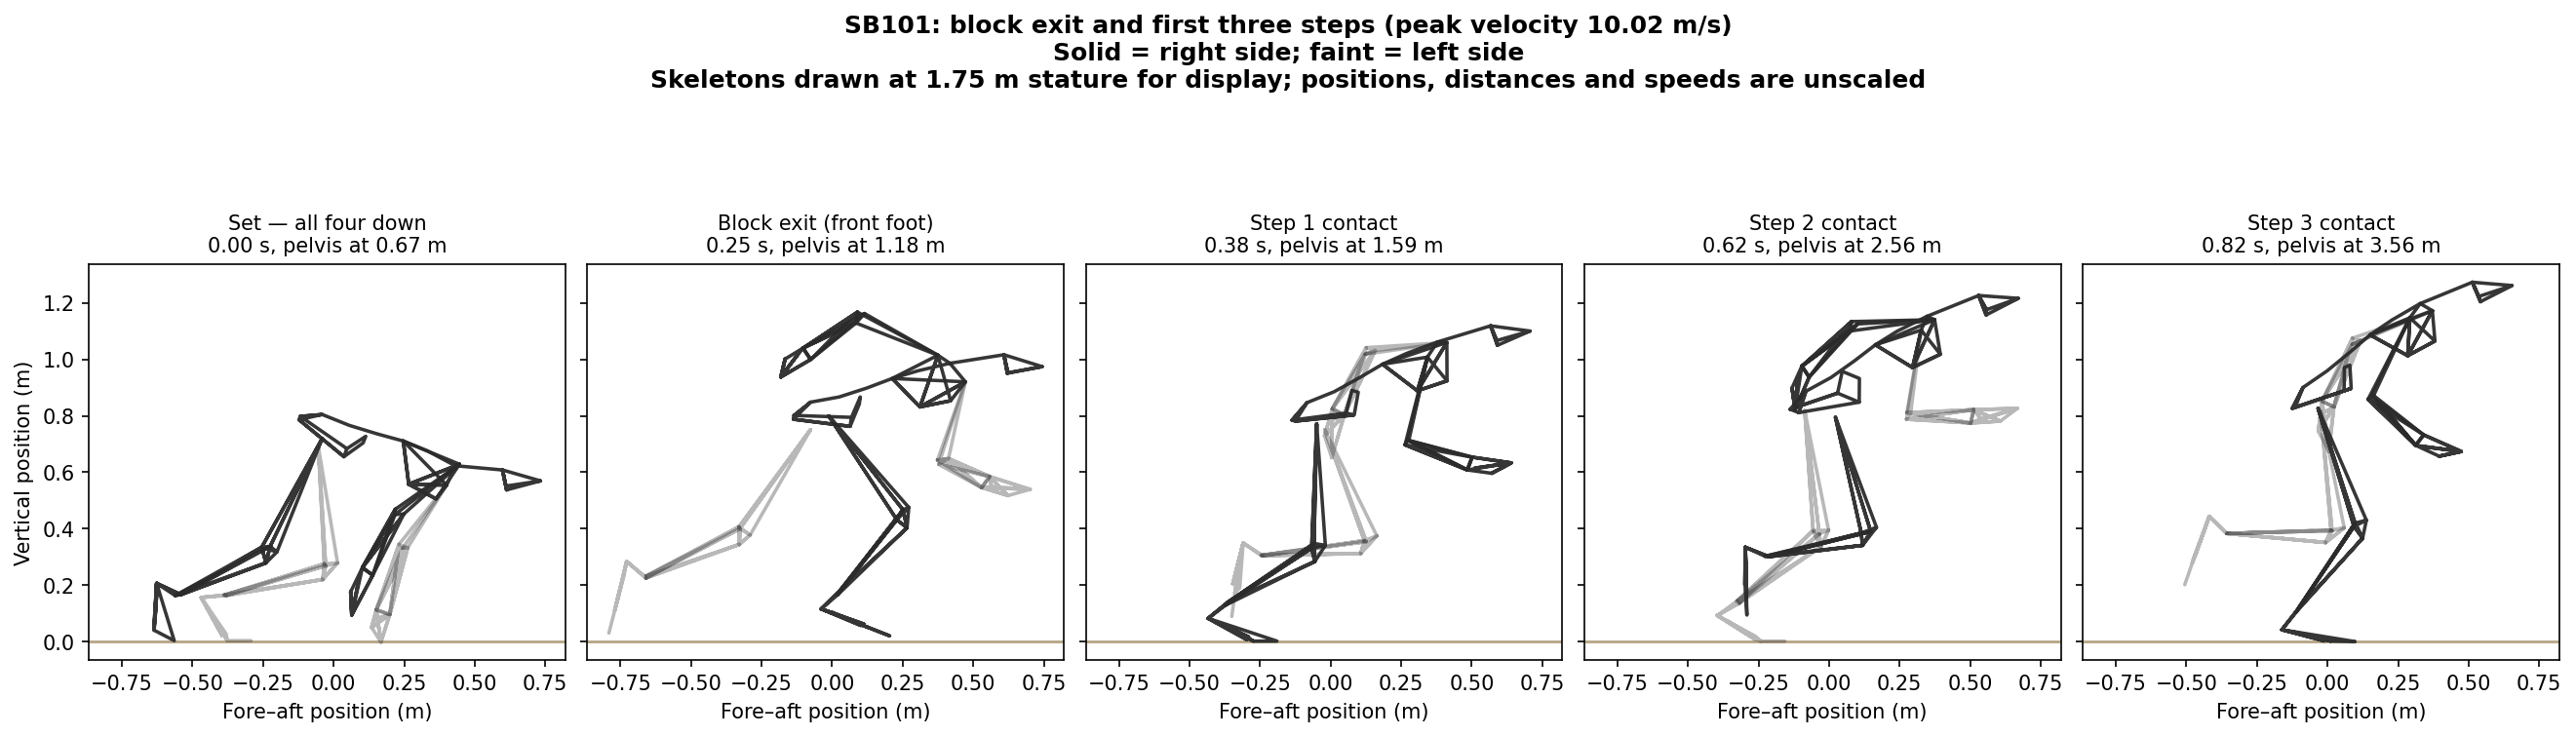 SB101: block exit and first three steps (peak velocity 10.02 m/s)
Solid = right side; faint = left side
Skeletons drawn at 1.75 m stature for display; positions, distances and speeds are unscaled
Set — all four down
0.00 s, pelvis at 0.67 m
Block exit (front foot)
0.25 s, pelvis at 1.18 m
Step 1 contact
0.38 s, pelvis at 1.59 m
Step 2 contact
0.62 s, pelvis at 2.56 m
Step 3 contact
0.82 s, pelvis at 3.56 m
Vertical position (m)
1.2
1.0
0.8
0.6
0.4
0.2
0.0
−0.75 −0.50 −0.25 0.00 0.25 0.50 0.75
−0.75 −0.50 −0.25 0.00 0.25 0.50 0.75
−0.75 −0.50 −0.25 0.00 0.25 0.50 0.75
−0.75 −0.50 −0.25 0.00 0.25 0.50 0.75
−0.75 −0.50 −0.25 0.00 0.25 0.50 0.75
Fore–aft position (m)
Fore–aft position (m)
Fore–aft position (m)
Fore–aft position (m)
Fore–aft position (m)